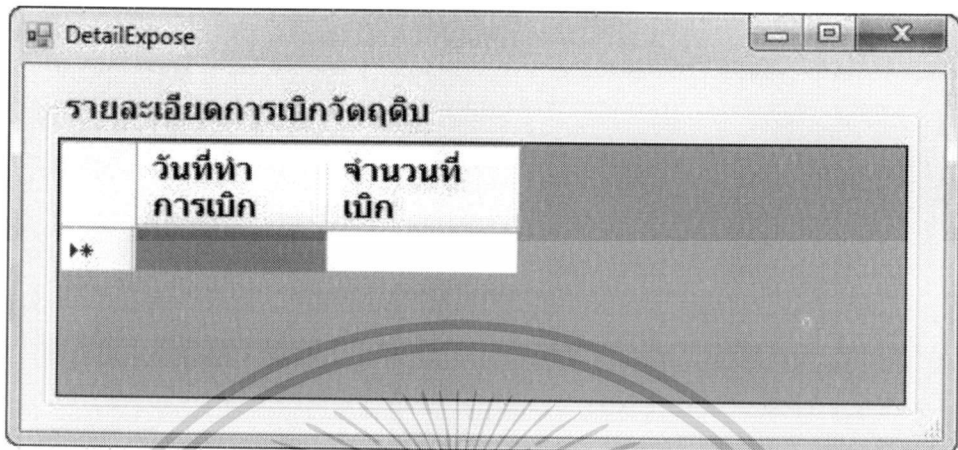 DetailExpose
รายละเอียดการเบิกวัตถุดิบ
วันที่ทำ
การเบิก
จำนวนที่
เบิก